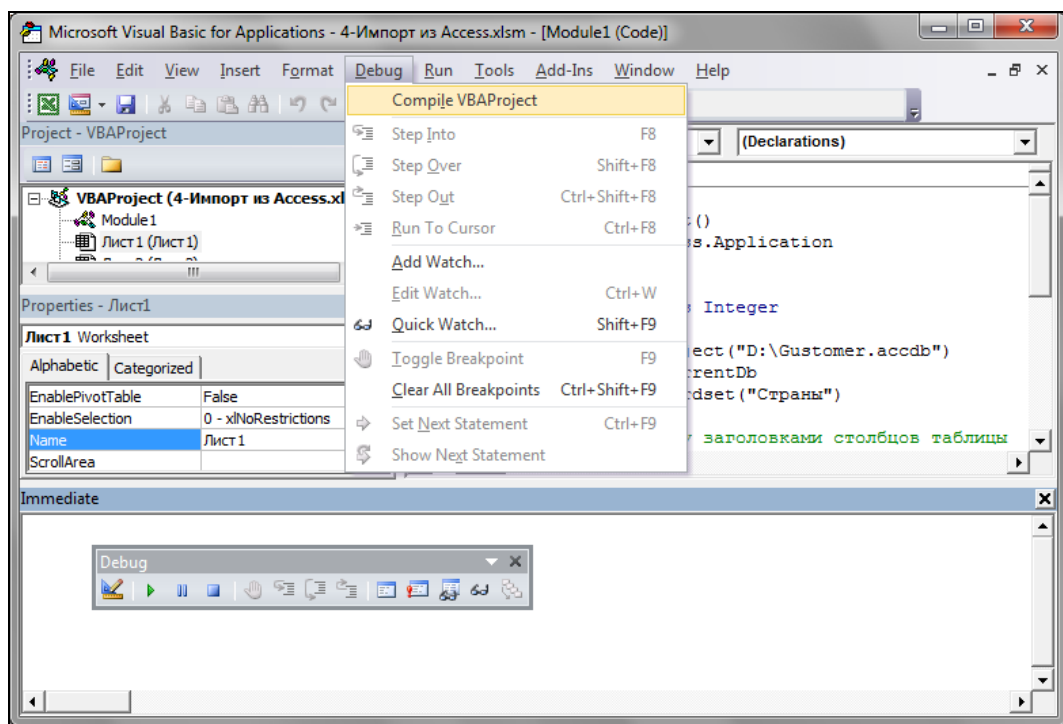 Microsoft Visual Basic for Applications - 4-Импорт из Access.xlsm - [Module1 (Code)]
File Edit View Insert Format Debug Run Tools Add-Ins Window Help
Project - VBAProject
VBAProject (4-Импорт из Access.xl
Module1
Лист1 (Лист1)
Properties - Лист1
Лист1 Worksheet
Alphabetic Categorized
EnablePivotTable False
EnableSelection 0 - xlNoRestrictions
Name Лист1
ScrollArea
Compile VBAProject
Step Into F8
Step Over Shift+F8
Step Out Ctrl+Shift+F8
Run To Cursor Ctrl+F8
Add Watch...
Edit Watch... Ctrl+W
Quick Watch... Shift+F9
Toggle Breakpoint F9
Clear All Breakpoints Ctrl+Shift+F9
Set Next Statement Ctrl+F9
Show Next Statement
(Declarations)
()
s.Application
Integer
ect("D:\Gustomer.accdb")
rentDb
dset("Страны")
у заголовками столбцов таблицы
Immediate
Debug